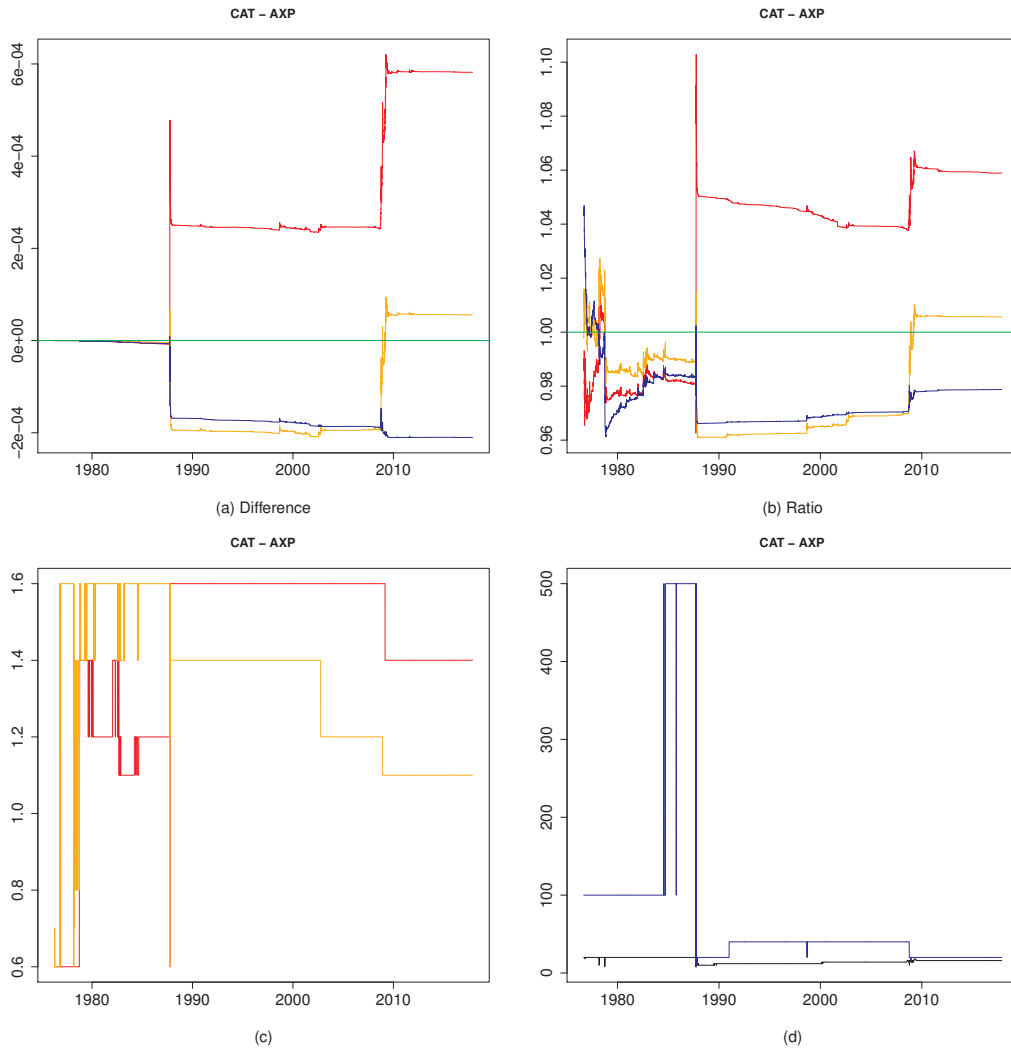 CAT – AXP
6e−04
4e−04
2e−04
0e+00
−2e−04
1980 1990 2000 2010
(a) Difference
CAT – AXP
1.10
1.08
1.06
1.04
1.02
1.00
0.98
0.96
1980 1990 2000 2010
(b) Ratio
CAT – AXP
1.6
1.4
1.2
1.0
0.8
0.6
1980 1990 2000 2010
(c)
CAT – AXP
500
400
300
200
100
0
1980 1990 2000 2010
(d)